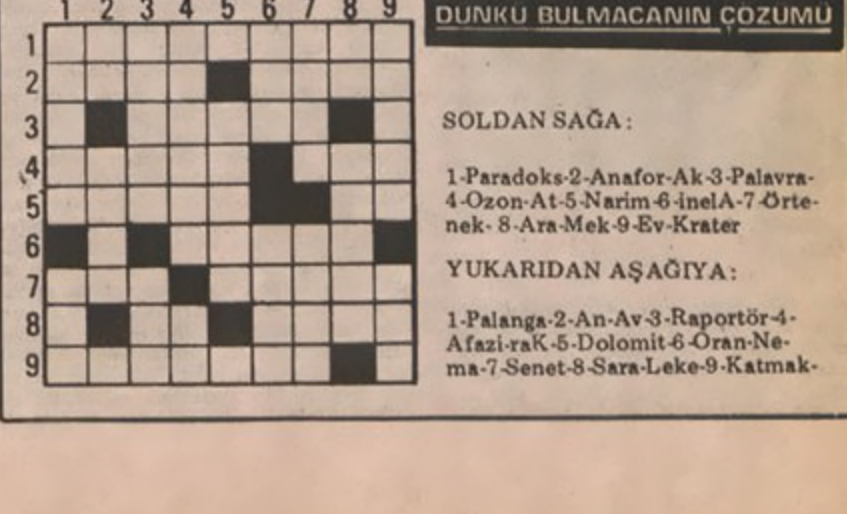 1 2 3 4 5 6 7 8 9
1
2
3
4
5
6
7
8
9
DÜNKÜ BULMACANIN ÇÖZÜMÜ
SOLDAN SAĞA:
1-Paradoks-2-Anafor-Ak-3-Palavra-
4-Ozon-At-5-Narim-6-inelA-7-Örte-
nek- 8-Ara-Mek-9-Ev-Krater
YUKARIDAN AŞAĞIYA:
1-Palanga-2-An-Av-3-Raportör-4-
Afazi-raK-5-Dolomit-6-Oran-Ne-
ma-7-Senet-8-Sara-Leke-9-Katmak-